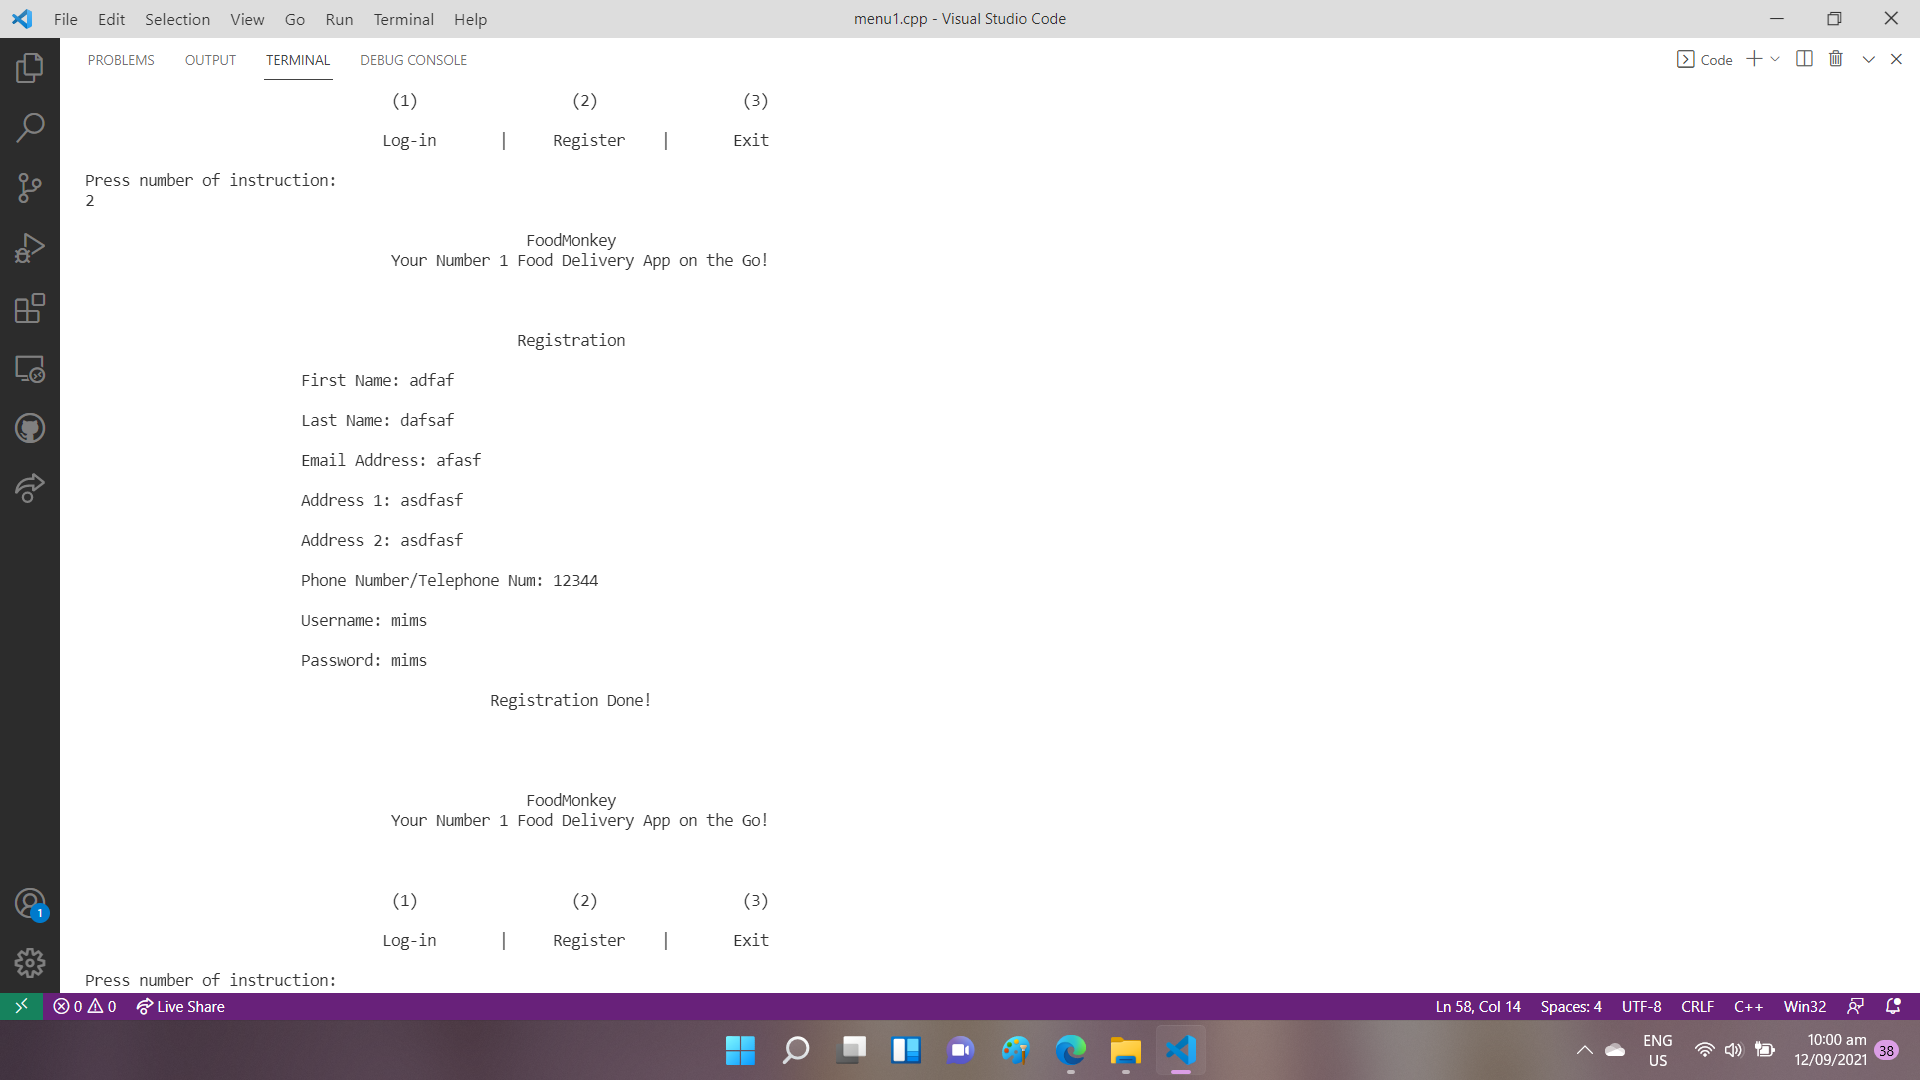 File Edit Selection View Go Run Terminal Help
menu1.cpp - Visual Studio Code
PROBLEMS OUTPUT TERMINAL DEBUG CONSOLE
Code
(1) (2) (3)
Log-in | Register | Exit
Press number of instruction:
2
FoodMonkey
Your Number 1 Food Delivery App on the Go!
Registration
First Name: adfaf
Last Name: dafsaf
Email Address: afasf
Address 1: asdfasf
Address 2: asdfasf
Phone Number/Telephone Num: 12344
Username: mims
Password: mims
Registration Done!
FoodMonkey
Your Number 1 Food Delivery App on the Go!
(1) (2) (3)
Log-in | Register | Exit
Press number of instruction:
1
0 0 Live Share
Ln 58, Col 14 Spaces: 4 UTF-8 CRLF C++ Win32
ENG
US
10:00 am
12/09/2021
38